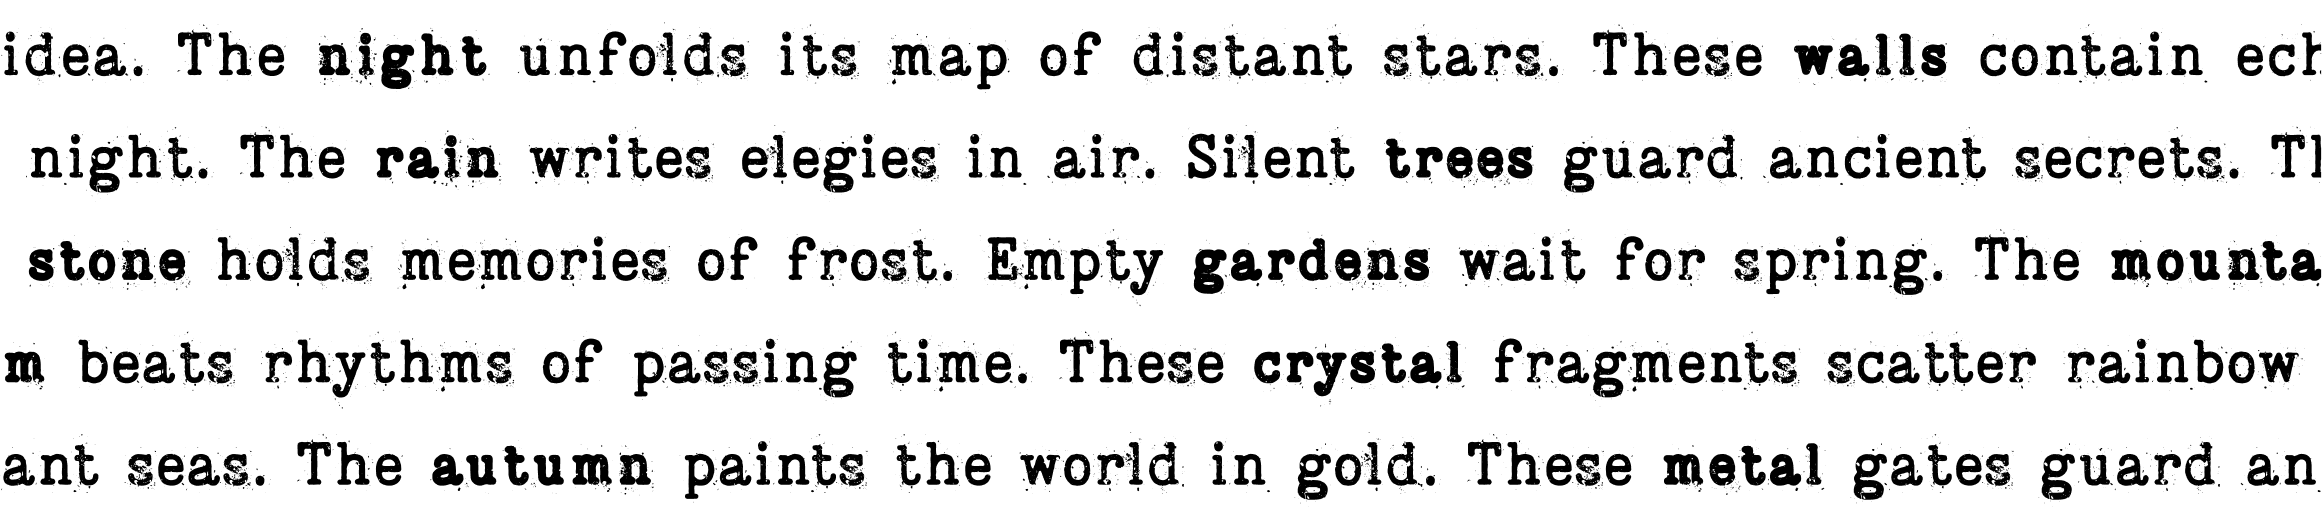 idea. The night unfolds its map of distant stars. These walls contain ech
night. The rain writes elegies in air. Silent trees guard ancient secrets. Th
stone holds memories of frost. Empty gardens wait for spring. The mounta
m beats rhythms of passing time. These crystal fragments scatter rainbow
ant seas. The autumn paints the world in gold. These metal gates guard an